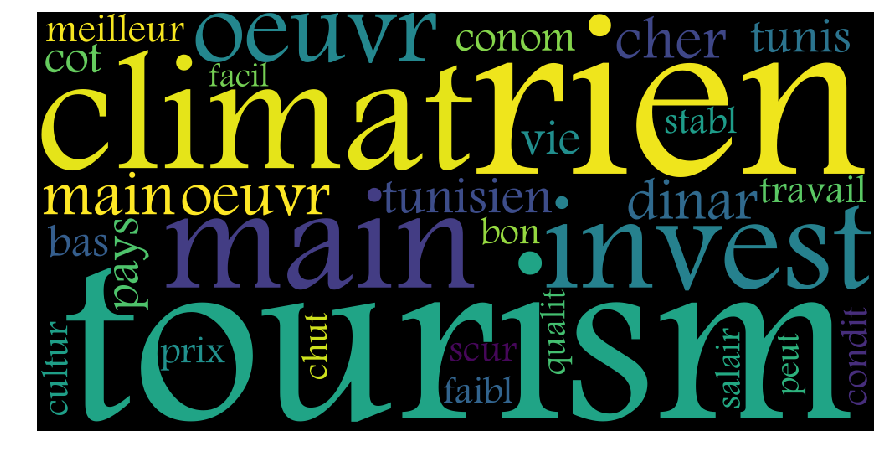 meilleur oeuvr conom cher tunis
cot facil
climat rien
vie stabl
main oeuvr tunisien dinar travail
bas pays main bon invest
tourism
cultur prix chut scur faibl qualit salair peut condit